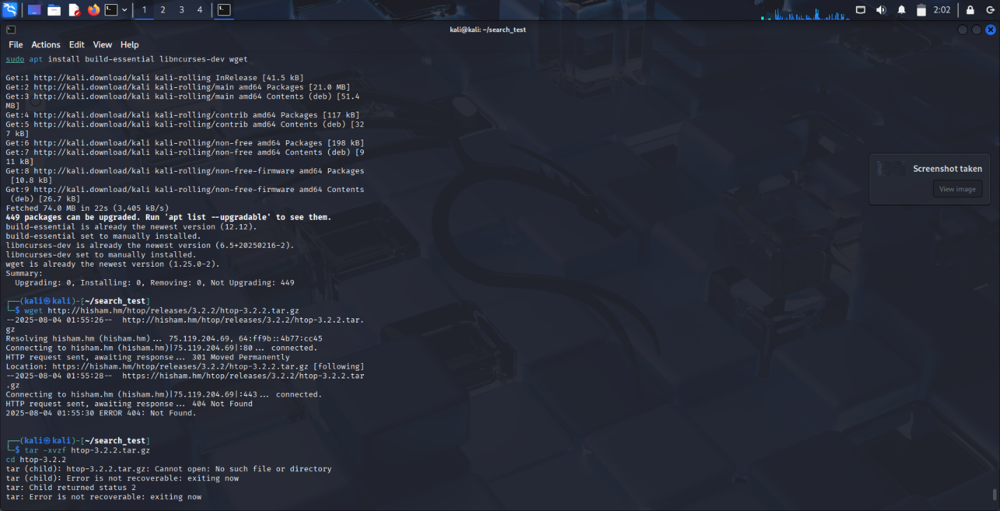 1 2 3 4
2:02
kali@kali: ~/search_test
File Actions Edit View Help
sudo apt install build-essential libncurses-dev wget
Get:1 http://kali.download/kali kali-rolling InRelease [41.5 kB]
Get:2 http://kali.download/kali kali-rolling/main amd64 Packages [21.0 MB]
Get:3 http://kali.download/kali kali-rolling/main amd64 Contents (deb) [51.4
MB]
Get:4 http://kali.download/kali kali-rolling/contrib amd64 Packages [117 kB]
Get:5 http://kali.download/kali kali-rolling/contrib amd64 Contents (deb) [32
7 kB]
Get:6 http://kali.download/kali kali-rolling/non-free amd64 Packages [198 kB]
Get:7 http://kali.download/kali kali-rolling/non-free amd64 Contents (deb) [9
11 kB]
Get:8 http://kali.download/kali kali-rolling/non-free-firmware amd64 Packages
 [10.8 kB]
Get:9 http://kali.download/kali kali-rolling/non-free-firmware amd64 Contents
 (deb) [26.7 kB]
Fetched 74.0 MB in 22s (3,405 kB/s)
449 packages can be upgraded. Run 'apt list --upgradable' to see them.
build-essential is already the newest version (12.12).
build-essential set to manually installed.
libncurses-dev is already the newest version (6.5+20250216-2).
libncurses-dev set to manually installed.
wget is already the newest version (1.25.0-2).
Summary:
  Upgrading: 0, Installing: 0, Removing: 0, Not Upgrading: 449
┌──(kali㉿kali)-[~/search_test]
└─$ wget http://hisham.hm/htop/releases/3.2.2/htop-3.2.2.tar.gz
--2025-08-04 01:55:26--  http://hisham.hm/htop/releases/3.2.2/htop-3.2.2.tar.
gz
Resolving hisham.hm (hisham.hm)... 75.119.204.69, 64:ff9b::4b77:cc45
Connecting to hisham.hm (hisham.hm)|75.119.204.69|:80... connected.
HTTP request sent, awaiting response... 301 Moved Permanently
Location: https://hisham.hm/htop/releases/3.2.2/htop-3.2.2.tar.gz [following]
--2025-08-04 01:55:28--  https://hisham.hm/htop/releases/3.2.2/htop-3.2.2.tar
.gz
Connecting to hisham.hm (hisham.hm)|75.119.204.69|:443... connected.
HTTP request sent, awaiting response... 404 Not Found
2025-08-04 01:55:30 ERROR 404: Not Found.
┌──(kali㉿kali)-[~/search_test]
└─$ tar -xvzf htop-3.2.2.tar.gz
cd htop-3.2.2
tar (child): htop-3.2.2.tar.gz: Cannot open: No such file or directory
tar (child): Error is not recoverable: exiting now
tar: Child returned status 2
tar: Error is not recoverable: exiting now
Screenshot taken
View image